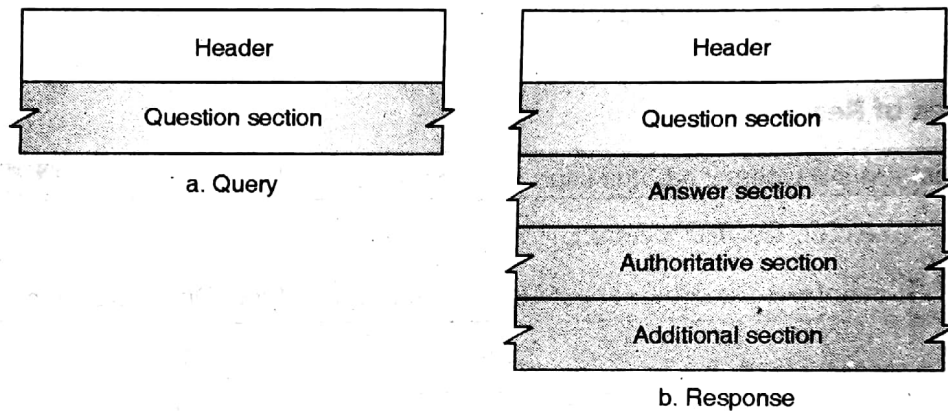 Header
Question section
a. Query
Header
Question section
Answer section
Authoritative section
Additional section
b. Response